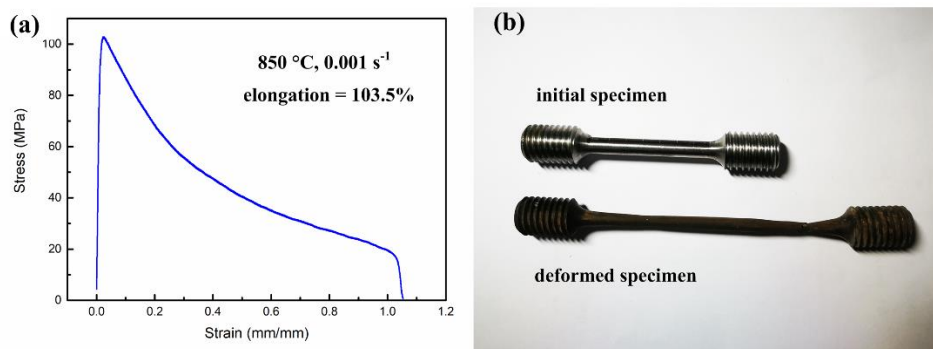 (a)
850 °C, 0.001 s⁻¹
elongation = 103.5%
Stress (MPa)
100
80
60
40
20
0
0.0 0.2 0.4 0.6 0.8 1.0 1.2
Strain (mm/mm)
(b)
initial specimen
deformed specimen